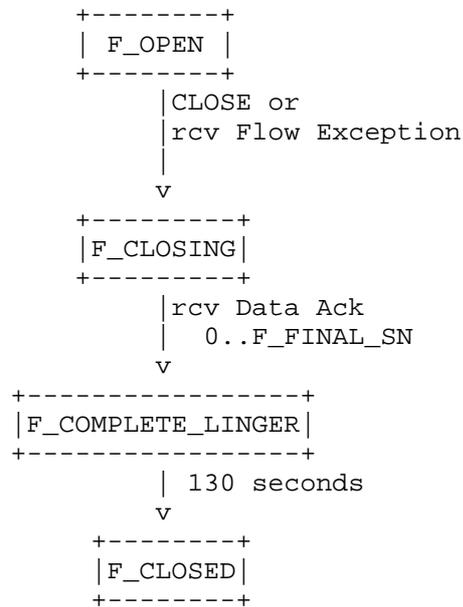 F_OPEN
CLOSE or
rcv Flow Exception
F_CLOSING
rcv Data Ack
0..F_FINAL_SN
F_COMPLETE_LINGER
130 seconds
F_CLOSED